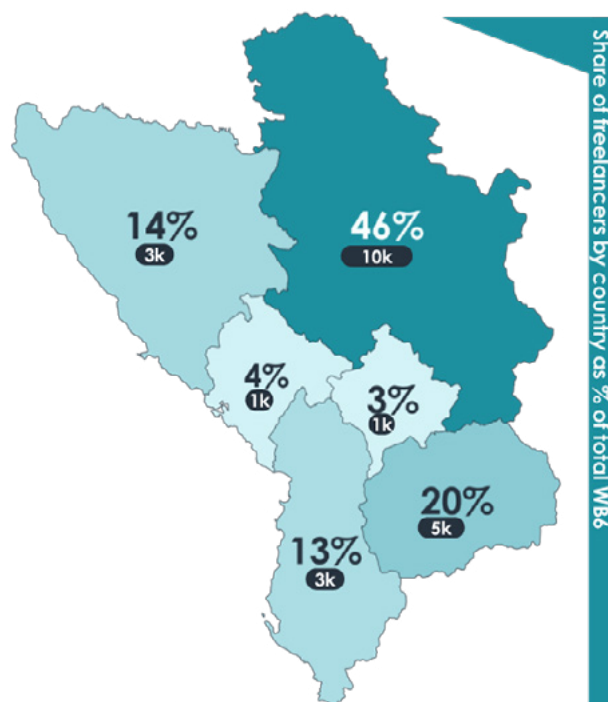 Share of freelancers by country as % of total WB6
14%
3k
46%
10k
4%
1k
3%
1k
20%
5k
13%
3k